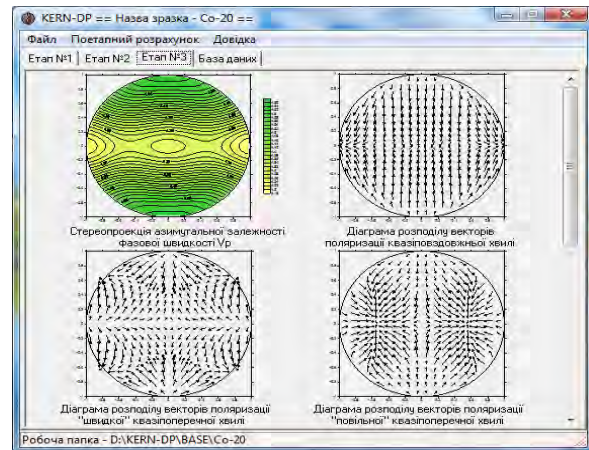 KERN-DP == Назва зразка - Co-20 ==
Файл Поетапний розрахунок Довідка
Етап №1 Етап №2 Етап №3 База даних
Стереопроекція азимутальної залежності
фазової швидкості Vp
Діаграма розподілу векторів
поляризації квазіповздовжньої хвилі
Діаграма розподілу векторів поляризації
"швидкої" квазіпоперечної хвилі
Діаграма розподілу векторів поляризації
"повільної" квазіпоперечної хвилі
Робоча папка - D:\KERN-DP\BASE\Co-20